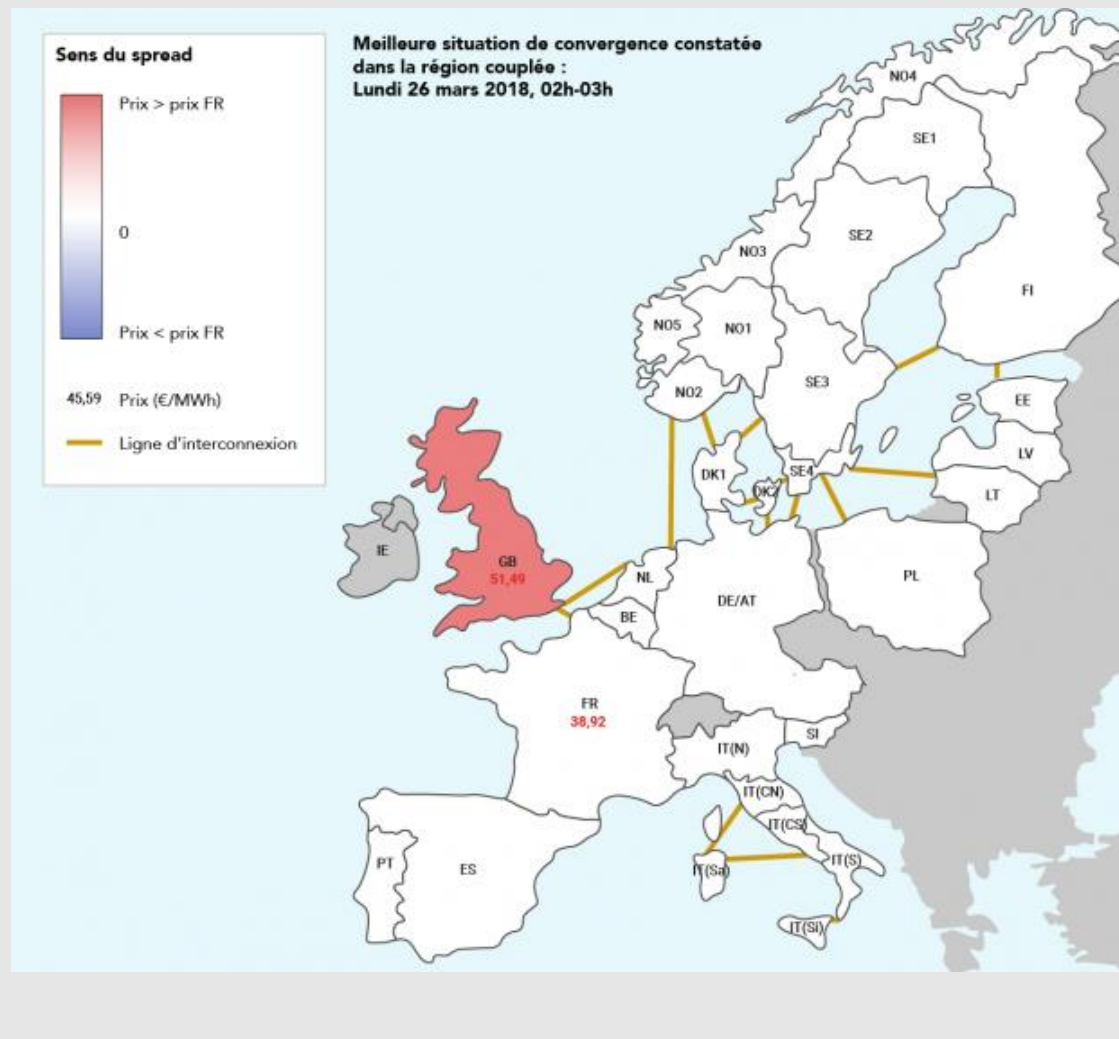 Sens du spread
Prix > prix FR
0
Prix < prix FR
45,59 Prix (€/MWh)
Ligne d'interconnexion
Meilleure situation de convergence constatée
dans la région couplée :
Lundi 26 mars 2018, 02h-03h
NO4
SE1
SE2
NO3
FI
NO5
NO1
SE3
NO2
EE
LV
DK1
SE4
DK2
LT
IE
GB
51,49
NL
PL
DE/AT
BE
FR
38,92
SI
IT(N)
IT(CN)
IT(CS)
PT
ES
IT(Sa)
IT(S)
IT(Si)